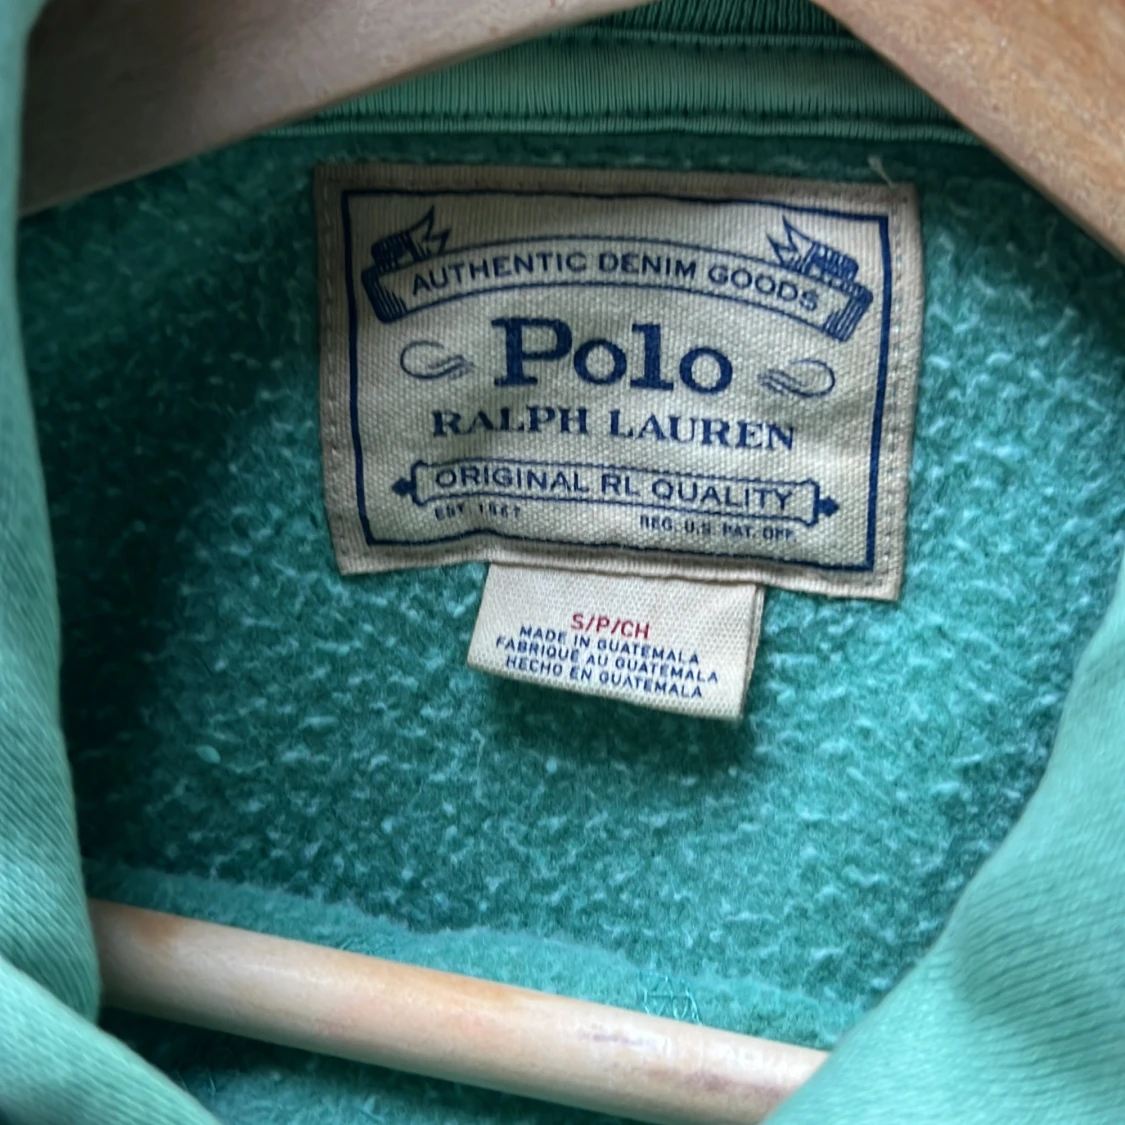 AUTHENTIC DENIM GOODS
Polo
RALPH LAUREN
ORIGINAL RL QUALITY
EST. 1967 REG. U.S. PAT. OFF.
S/P/CH
MADE IN GUATEMALA
FABRIQUÉ AU GUATEMALA
HECHO EN GUATEMALA